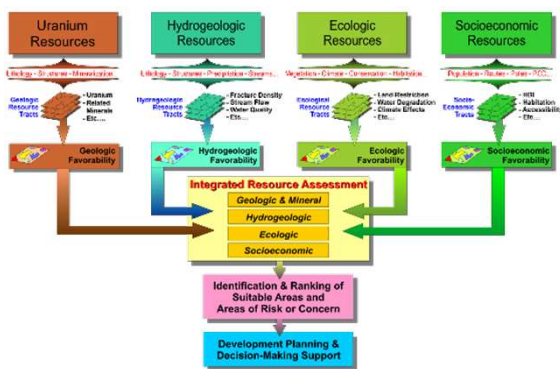 Uranium
Resources
Hydrogeologic
Resources
Ecologic
Resources
Socioeconomic
Resources
Lithology - Structures - Mineralization
Lithology - Structures - Precipitation - Streams...
Vegetation - Climate - Conservation - Habitation...
Population - Routes - Power -
Geologic
Resource
Tracts
- Uranium
- Related
Minerals
- Etc....
Hydrogeologic
Resource
Tracts
- Fracture Density
- Stream Flow
- Water Quality
- Etc...
Ecological
Resource
Tracts
- Land Restriction
- Water Degradation
- Climate Effects
- Etc...
Socio-
Economic
Tracts
- Habitation
- Accessibility
- Etc...
Geologic
Favorability
Hydrogeologic
Favorability
Ecologic
Favorability
Socioeconomic
Favorability
Integrated Resource Assessment
Geologic & Mineral
Hydrogeologic
Ecologic
Socioeconomic
Identification & Ranking of
Suitable Areas and
Areas of Risk or Concern
Development Planning &
Decision-Making Support